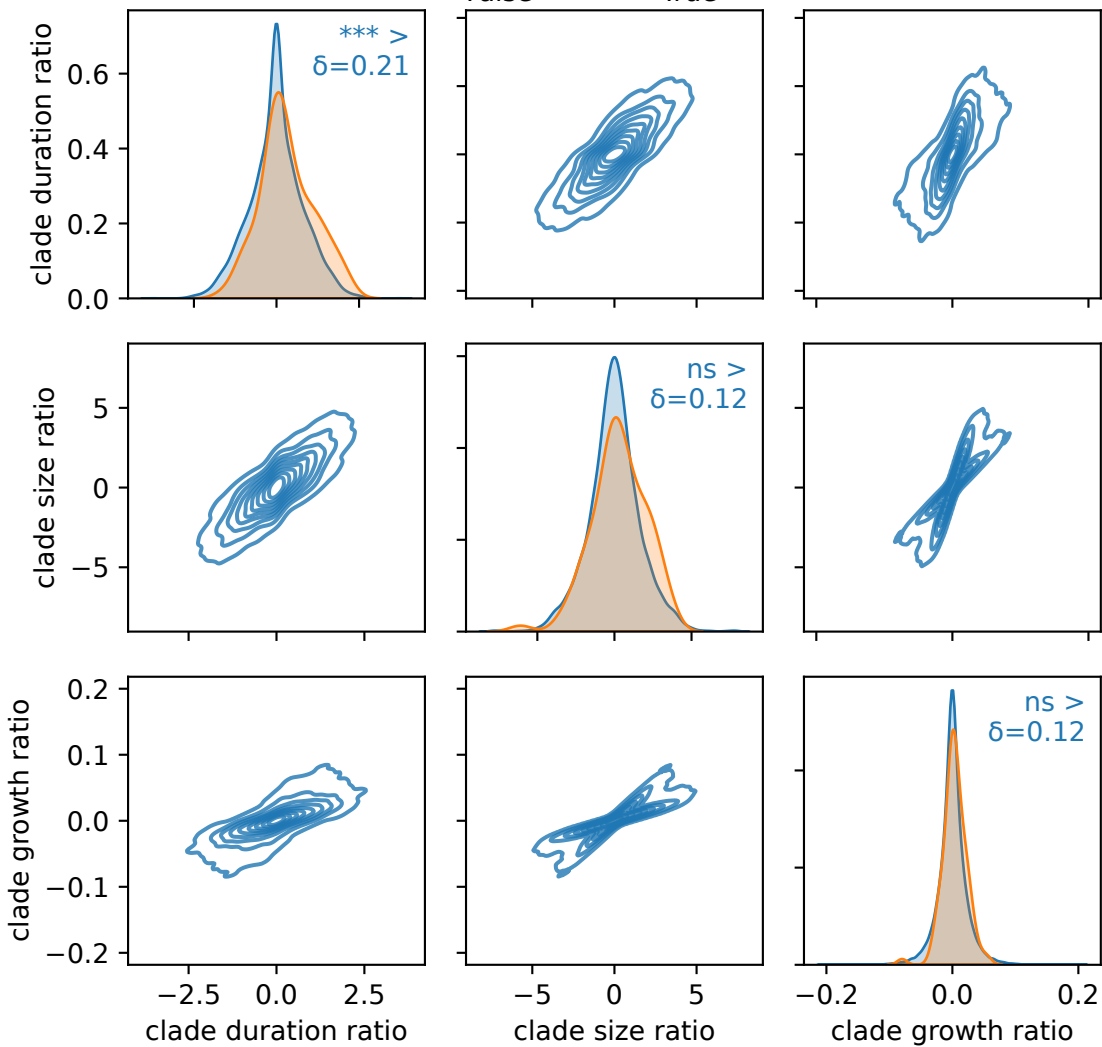 clade duration ratio
0.6
0.4
0.2
0.0
*** >
δ=0.21
clade size ratio
5
0
−5
ns >
δ=0.12
clade growth ratio
0.2
0.1
0.0
−0.1
−0.2
ns >
δ=0.12
−2.5
0.0
2.5
−5
0
5
−0.2
0.0
0.2
clade duration ratio
clade size ratio
clade growth ratio